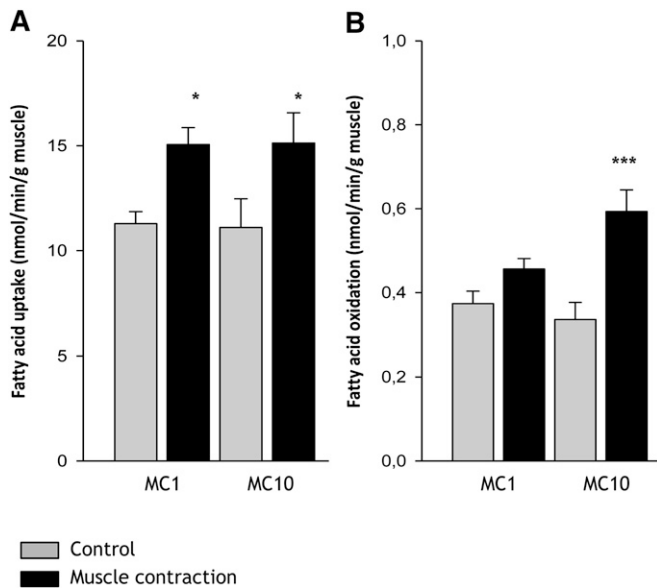 A
Fatty acid uptake (nmol/min/g muscle)
20
15
10
5
0
*
*
MC1
MC10
B
Fatty acid oxidation (nmol/min/g muscle)
1,0
0,8
0,6
0,4
0,2
0,0
***
MC1
MC10
Control
Muscle contraction